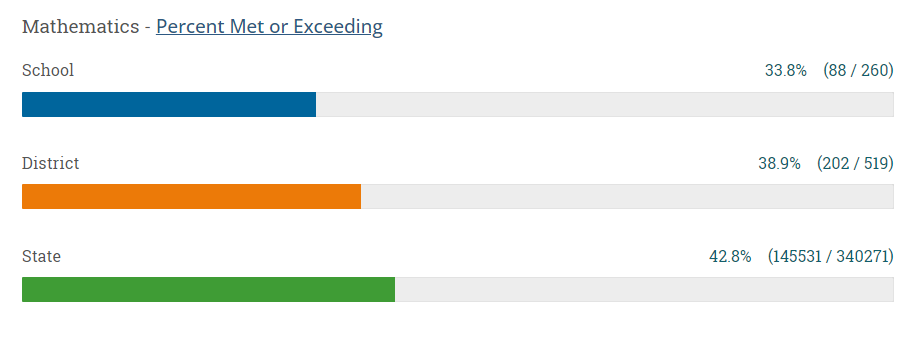 Mathematics - Percent Met or Exceeding
School 33.8% (88 / 260)
District 38.9% (202 / 519)
State 42.8% (145531 / 340271)